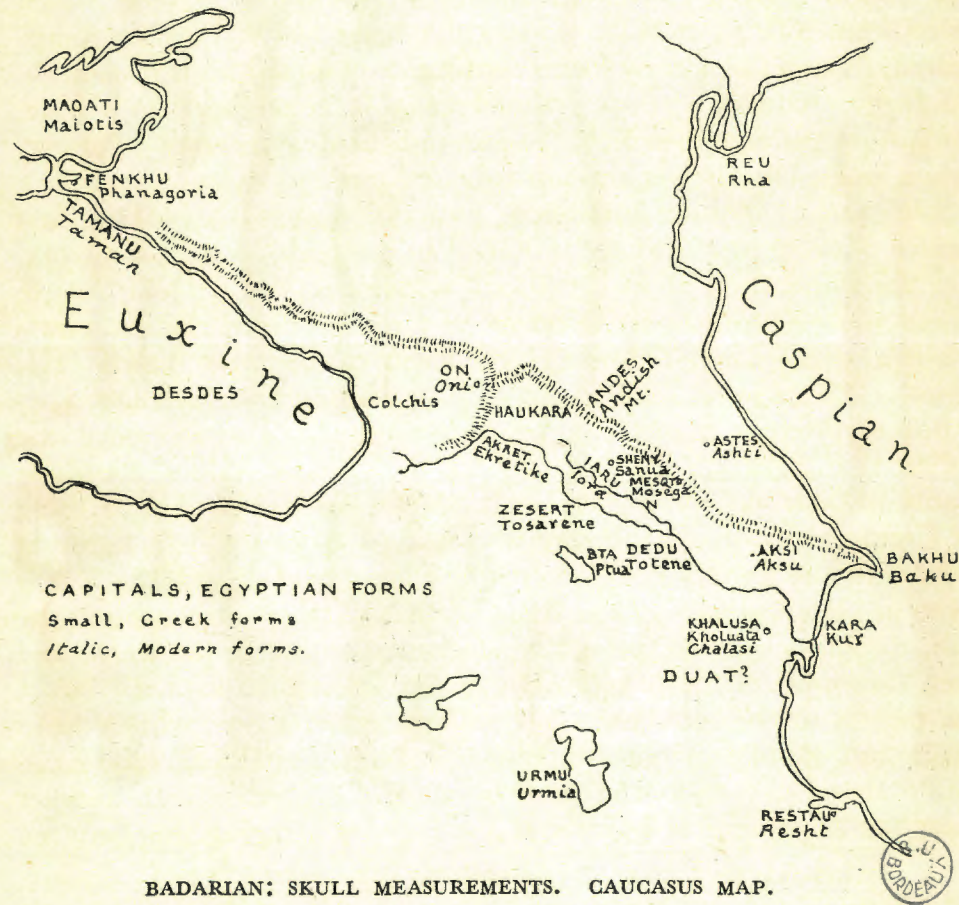 MAOATI
Maiotis
FENKHU
Phanagoria
TAMANU
Taman
Euxine
DESDES
Colchis
ON
Oni
HAUKARA
ANDES
Andish
Mt.
REU
Rha
Caspian
AKRET
Ekretike
IARU
Iora
SHENY
Sanua
MESQT
Mosega
N
ASTES
Ashti
ZESERT
Tosarene
BTA
Ptua
DEDU
Totene
AKSI
Aksu
BAKHU
Baku
KHALUSA
Kholuata
Chalasi
KARA
Kur
DUAT?
CAPITALS, EGYPTIAN FORMS
Small, Greek forms
Italic, Modern forms.
URMU
Urmia
RESTAU
Resht
B.U.
BORDEAUX
BADARIAN: SKULL MEASUREMENTS. CAUCASUS MAP.